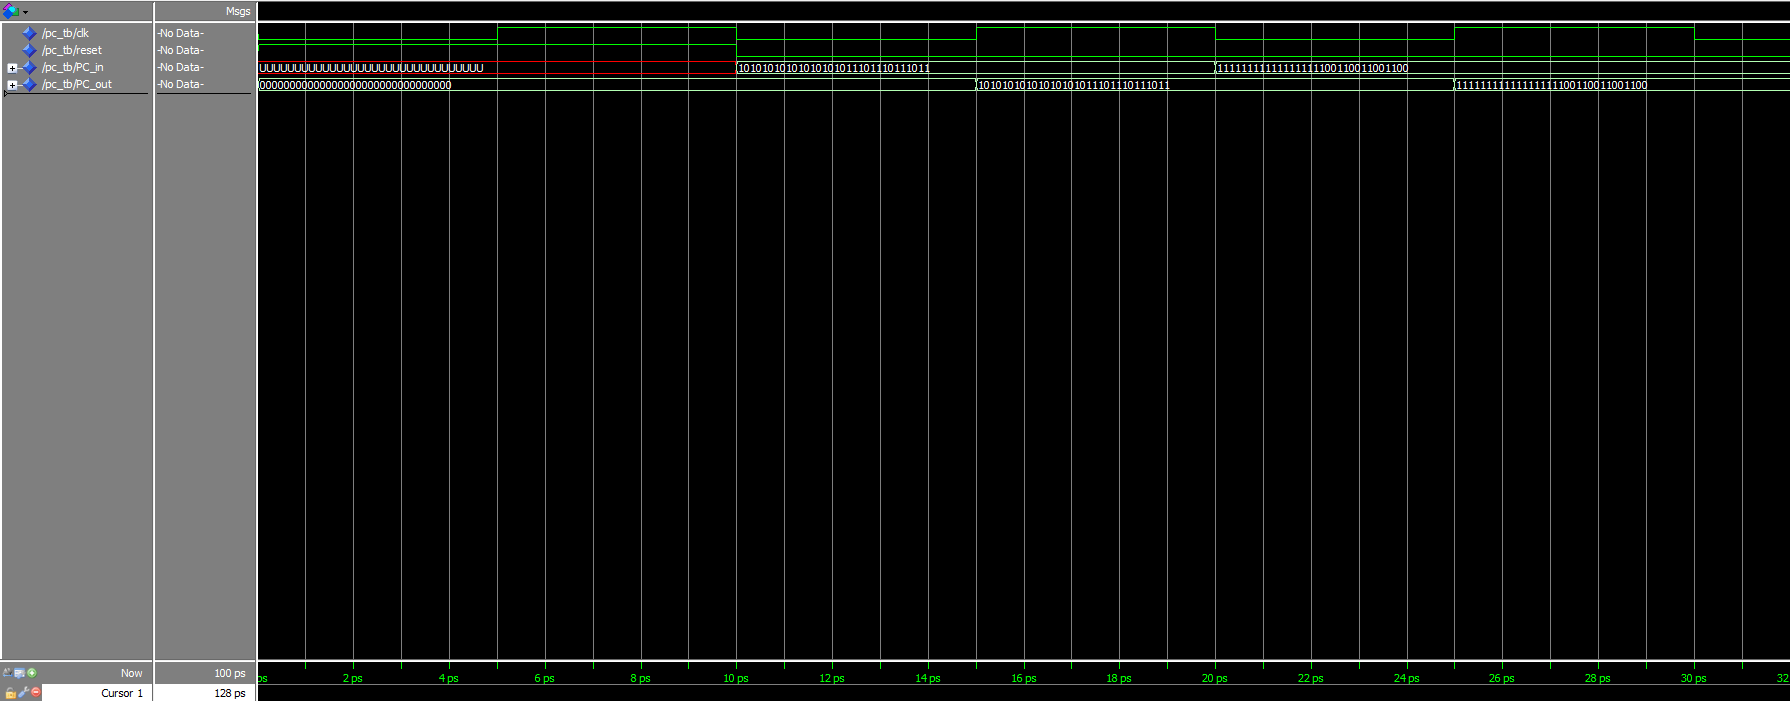 Msgs
/pc_tb/clk -No Data-
/pc_tb/reset -No Data-
/pc_tb/PC_in -No Data- UUUUUUUUUUUUUUUUUUUUUUUUUUUUUUUU 10101010101010101011101110111011 11111111111111111100110011001100
/pc_tb/PC_out -No Data- 00000000000000000000000000000000 10101010101010101011101110111011 11111111111111111100110011001100
Now 100 ps ps 2 ps 4 ps 6 ps 8 ps 10 ps 12 ps 14 ps 16 ps 18 ps 20 ps 22 ps 24 ps 26 ps 28 ps 30 ps 32
Cursor 1 128 ps